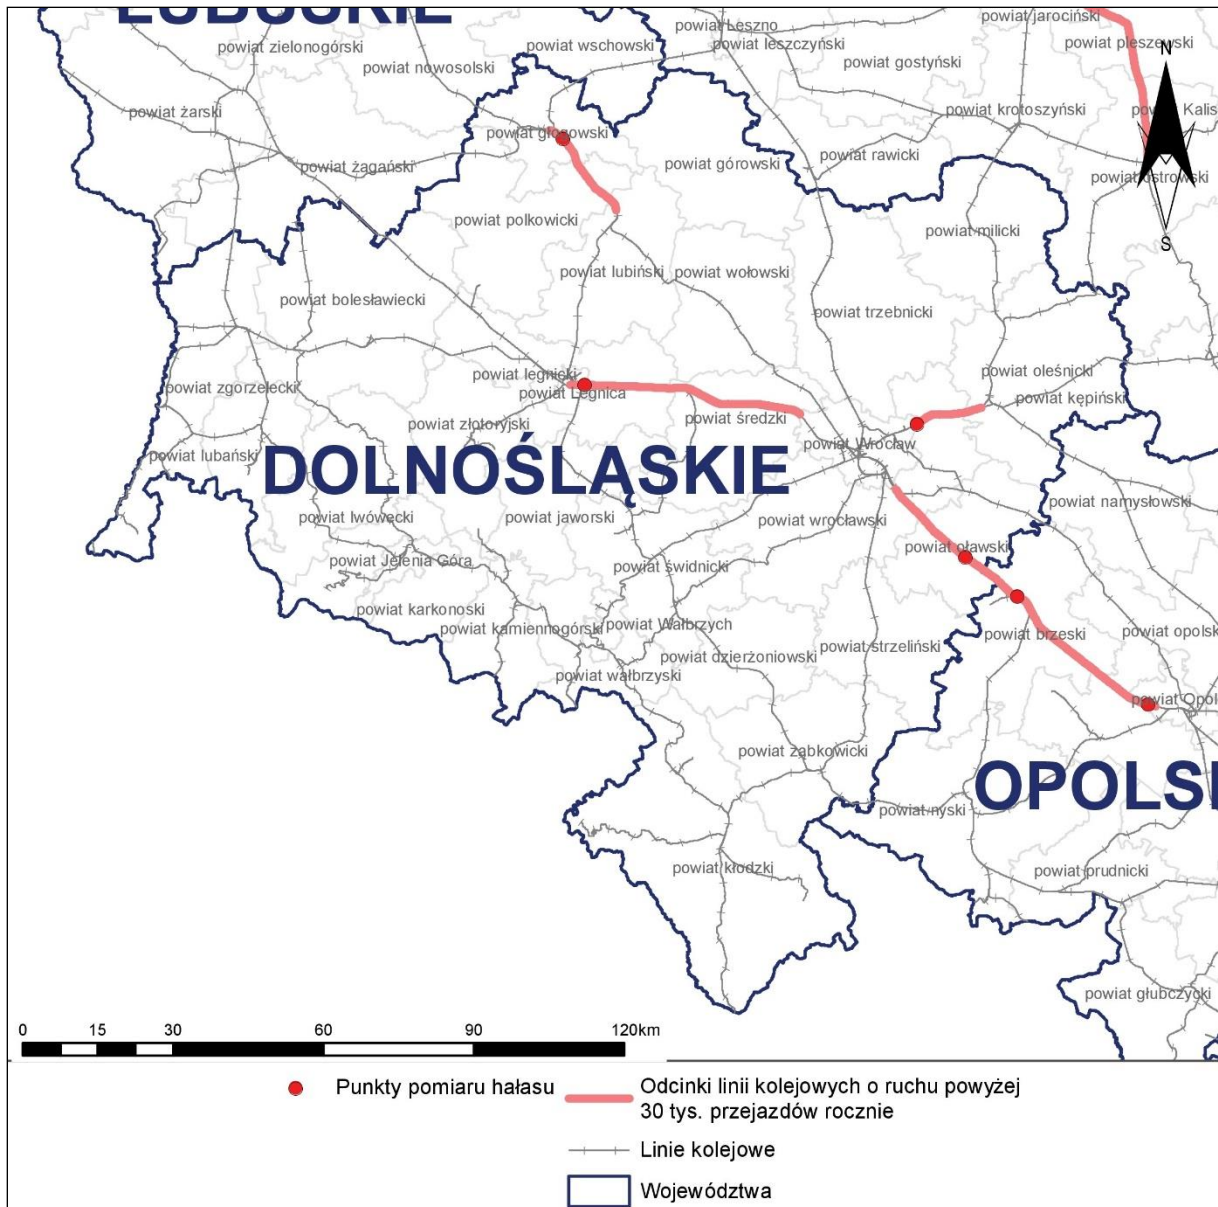 LUBUSKIE
powiat zielonogórski
powiat wschowski
powiat Leszno
powiat leszczyński
powiat jarociński
powiat pleszewski
N
powiat nowosolski
powiat gostyński
powiat żarski
powiat głogowski
powiat krotoszyński
powiat Kalis
powiat żagański
powiat górowski
powiat rawicki
powiat ostrowski
powiat polkowicki
powiat milicki
S
powiat lubiński
powiat wołowski
powiat bolesławiecki
powiat trzebnicki
powiat legnicki
powiat oleśnicki
powiat zgorzelecki
powiat Legnica
powiat kępiński
powiat złotoryjski
powiat średzki
powiat lubański
powiat Wrocław
DOLNOŚLĄSKIE
powiat namysłowski
powiat lwówecki
powiat jaworski
powiat wrocławski
powiat oławski
powiat Jelenia Góra
powiat świdnicki
powiat karkonoski
powiat kamiennogórski
powiat Wałbrzych
powiat brzeski
powiat opolsk
powiat dzierżoniowski
powiat strzeliński
powiat wałbrzyski
powiat Opol
powiat ząbkowicki
OPOLSK
powiat nyski
powiat kłodzki
powiat prudnicki
powiat głubczycki
0 15 30 60 90 120km
Punkty pomiaru hałasu
Odcinki linii kolejowych o ruchu powyżej
30 tys. przejazdów rocznie
Linie kolejowe
Województwa